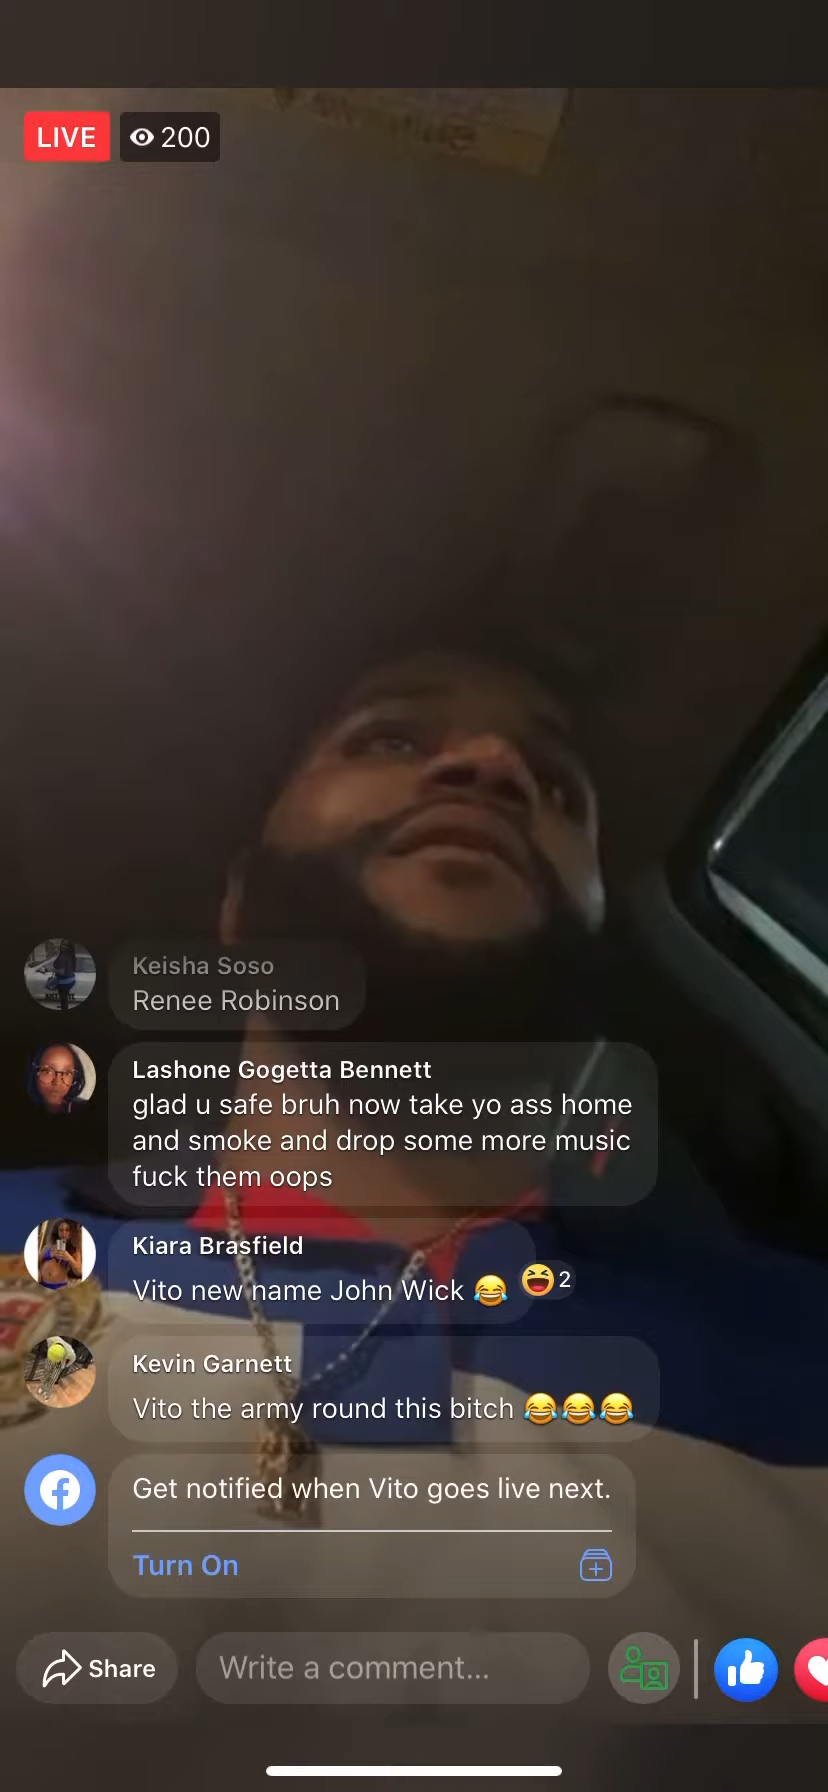 LIVE 200
Keisha Soso
Renee Robinson
Lashone Gogetta Bennett
glad u safe bruh now take yo ass home
and smoke and drop some more music
fuck them oops
Kiara Brasfield
Vito new name John Wick 😂 😆 2
Kevin Garnett
Vito the army round this bitch 😂😂😂
Get notified when Vito goes live next.
Turn On
Share Write a comment...